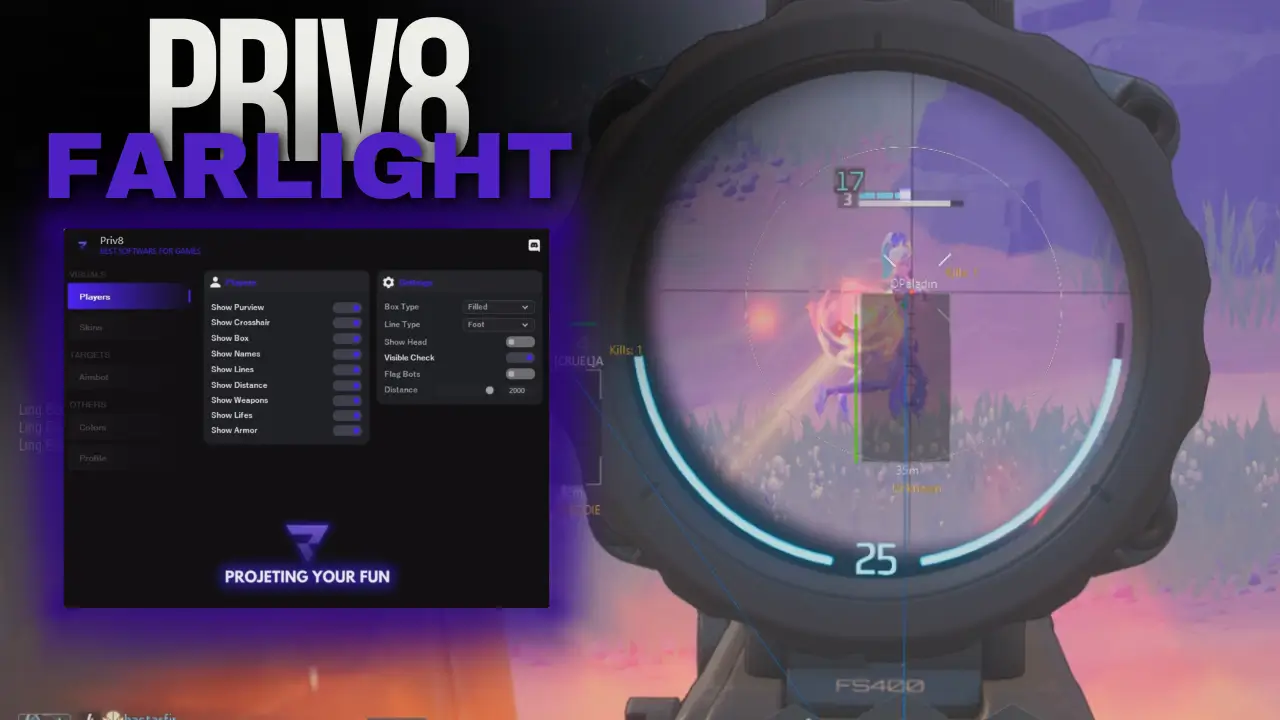 PRIV8
FARLIGHT
Priv8
BEST SOFTWARE FOR GAMES
VISUALS
Players
Skins
TARGETS
Aimbot
OTHERS
Colors
Profile
Players
Show Purview
Show Crosshair
Show Box
Show Names
Show Lines
Show Distance
Show Weapons
Show Lifes
Show Armor
Settings
Box Type Filled
Line Type Foot
Show Head
Visible Check
Flag Bots
Distance 2000
PROJETING YOUR FUN
17
3
OPaladin
Kills: 1
35m
25
FS400